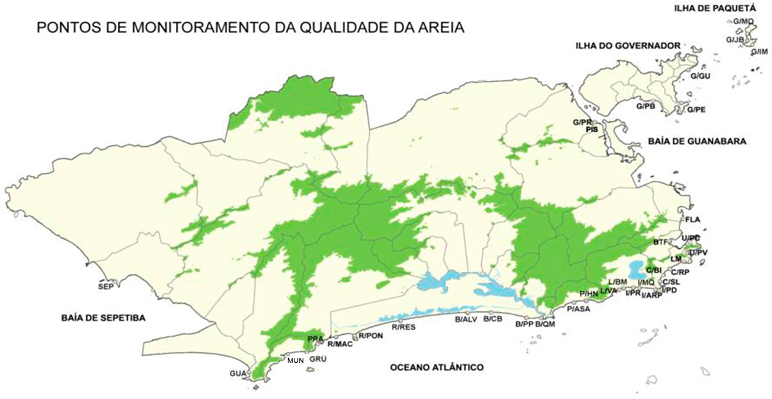 PONTOS DE MONITORAMENTO DA QUALIDADE DA AREIA
ILHA DE PAQUETÁ
G/MO
G/JB
G/IM
ILHA DO GOVERNADOR
G/GU
G/PB
G/PE
G/PR
PIS
BAÍA DE GUANABARA
FLA
BTF
U/PC
U/PV
LM
C/BI
C/RP
L/BM
I/MQ
C/SL
L/VA
I/PR
I/ARP
I/PD
P/HN
P/ASA
SEP
BAÍA DE SEPETIBA
R/RES
B/ALV
B/CB
B/PP
B/QM
PRA
R/MAC
R/PON
MUN
GRU
GUA
OCEANO ATLÂNTICO